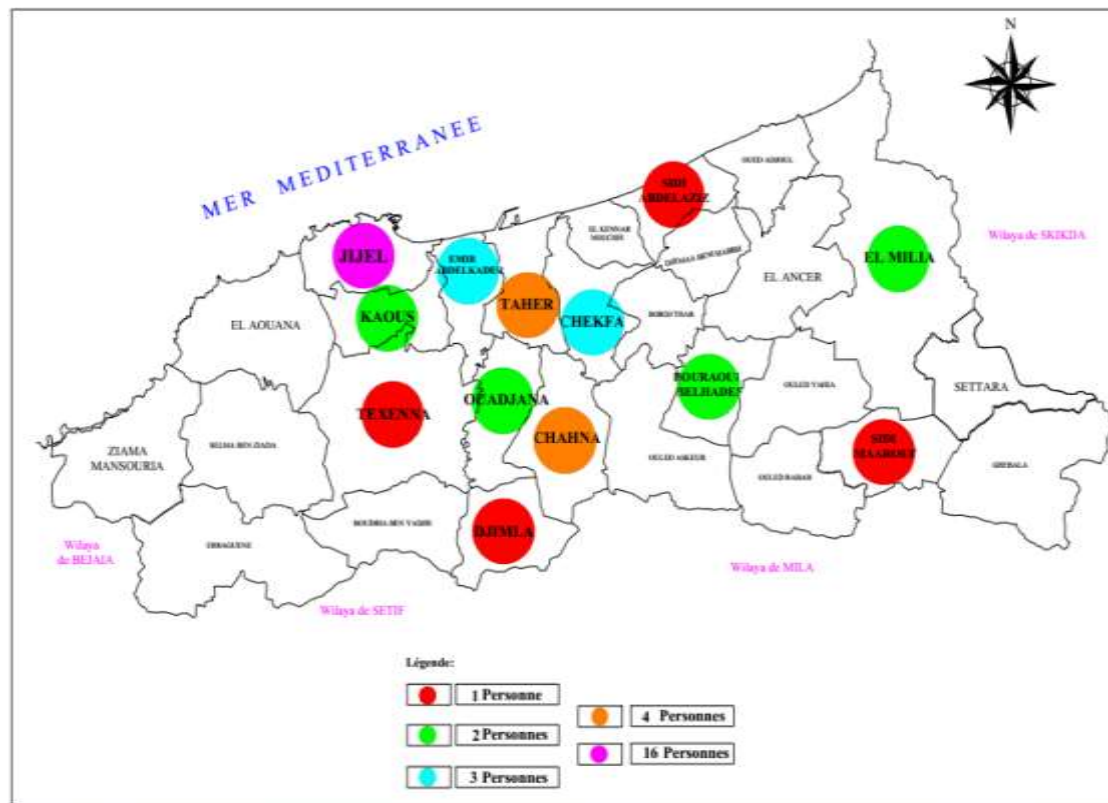 N
MER MEDITERRANEE
OUED ADJOUL
SIDI
ABDELAZIZ
EL KENNAR
Wilaya de SKIKDA
JIJEL
EMIR
ABDELKADER
EL MILIA
EL ANCER
TAHER
KAOUS
CHEKFA
BORDJ THAR
EL AOUANA
OUADJANA
BOURAOUI
BELHADEF
OULED YAHIA
SETTARA
TEXENNA
CHAHNA
SELMA BEN ZIADA
ZIAMA
MANSOURIA
OULED ASKEUR
SIDI
MAAROUF
OULED RABAH
GHEBALA
BOUDRIA BEN YADJIS
DJIMLA
ERRAGUENE
Wilaya
de BEJAIA
Wilaya de MILA
Wilaya de SETIF
Légende:
1 Personne
2 Personnes
3 Personnes
4 Personnes
16 Personnes